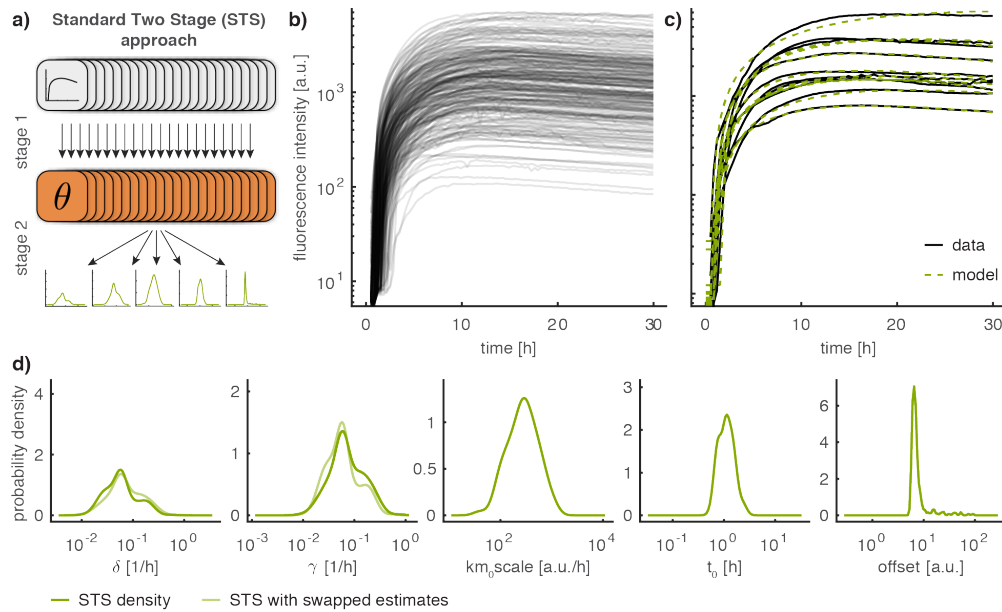 a)
Standard Two Stage (STS)
approach
stage 1
θ
stage 2
b)
fluorescence intensity [a.u.]
10³
10²
10¹
0 10 20 30
time [h]
c)
data
model
0 10 20 30
time [h]
d)
probability density
4
2
0
10⁻² 10⁻¹ 10⁰
δ [1/h]
2
1
0
10⁻³ 10⁻² 10⁻¹ 10⁰
γ [1/h]
1
0.5
0
10² 10⁴
km₀scale [a.u./h]
3
2
1
0
10⁻¹ 10⁰ 10¹
t₀ [h]
6
4
2
0
10⁰ 10¹ 10²
offset [a.u.]
STS density
STS with swapped estimates